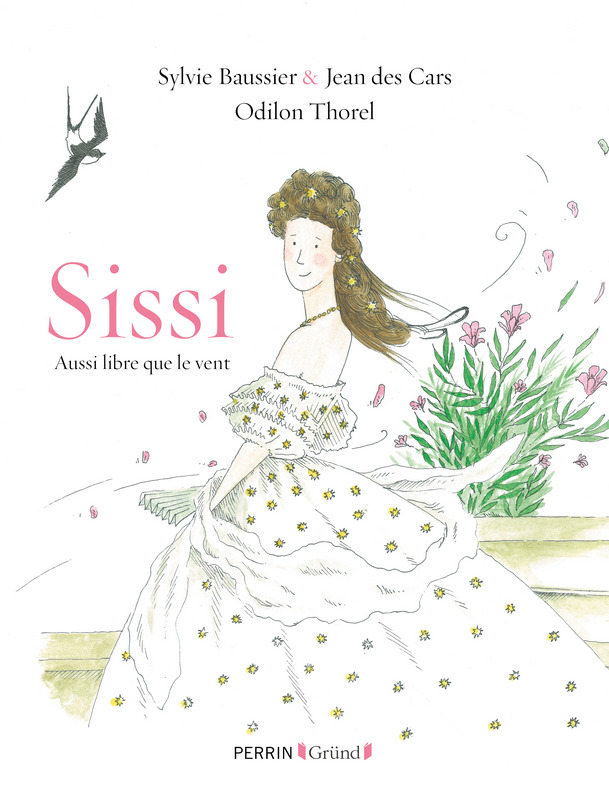 Sylvie Baussier & Jean des Cars
Odilon Thorel
Sissi
Aussi libre que le vent
PERRIN Gründ